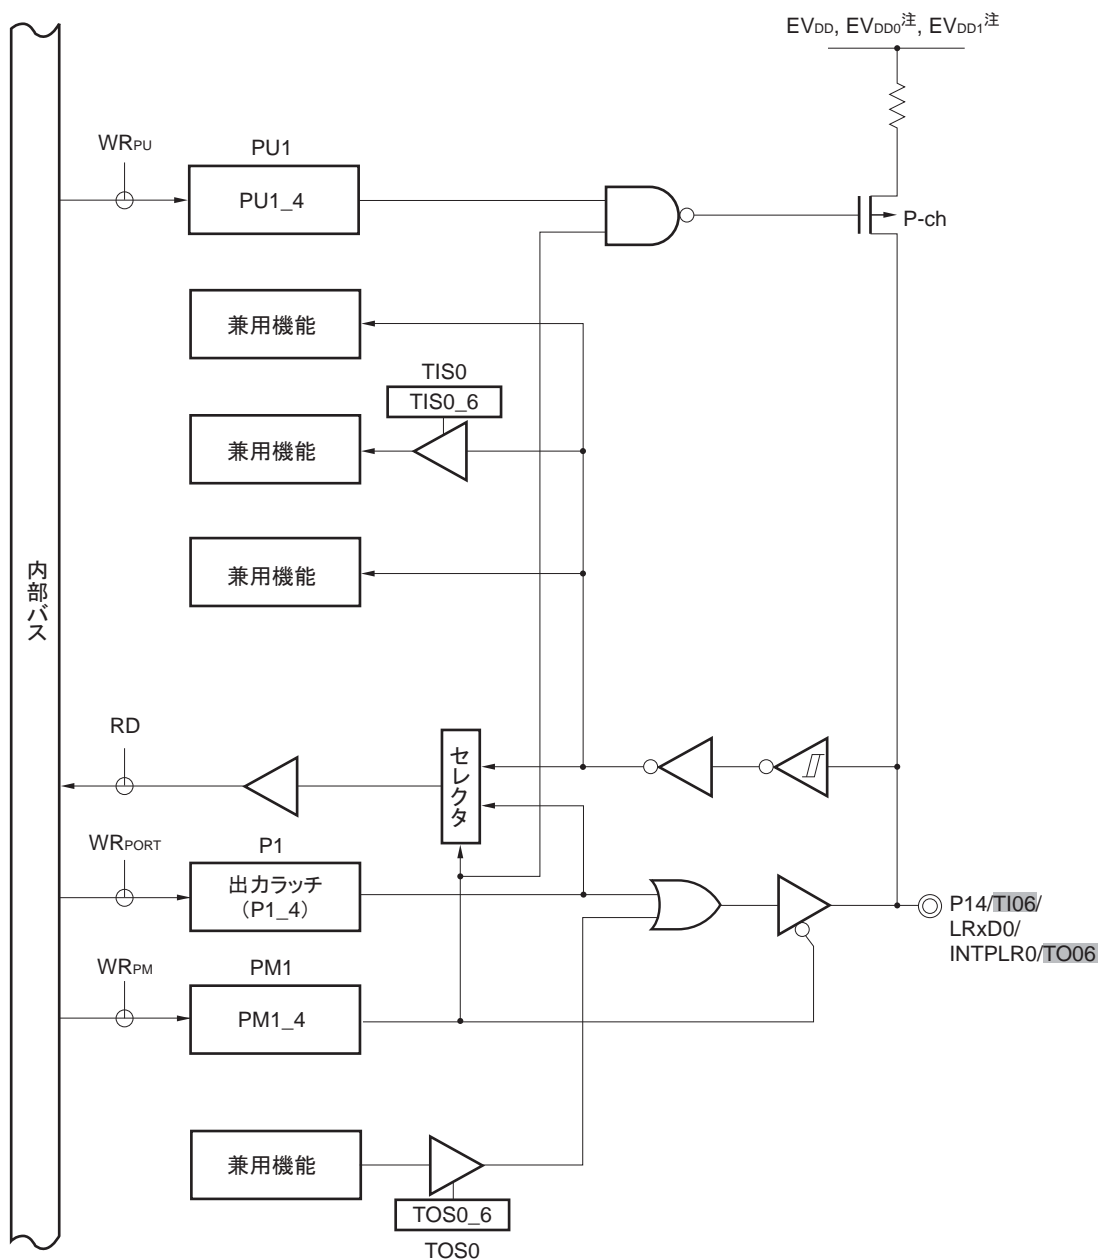 EVDD, EVDD0注, EVDD1注
WRPU
PU1
PU1_4
P-ch
兼用機能
TIS0
TIS0_6
兼用機能
兼用機能
内部バス
RD
セレクタ
WRPORT
P1
出力ラッチ
（P1_4）
P14/TI06/
LRxD0/
INTPLR0/TO06
WRPM
PM1
PM1_4
兼用機能
TOS0_6
TOS0